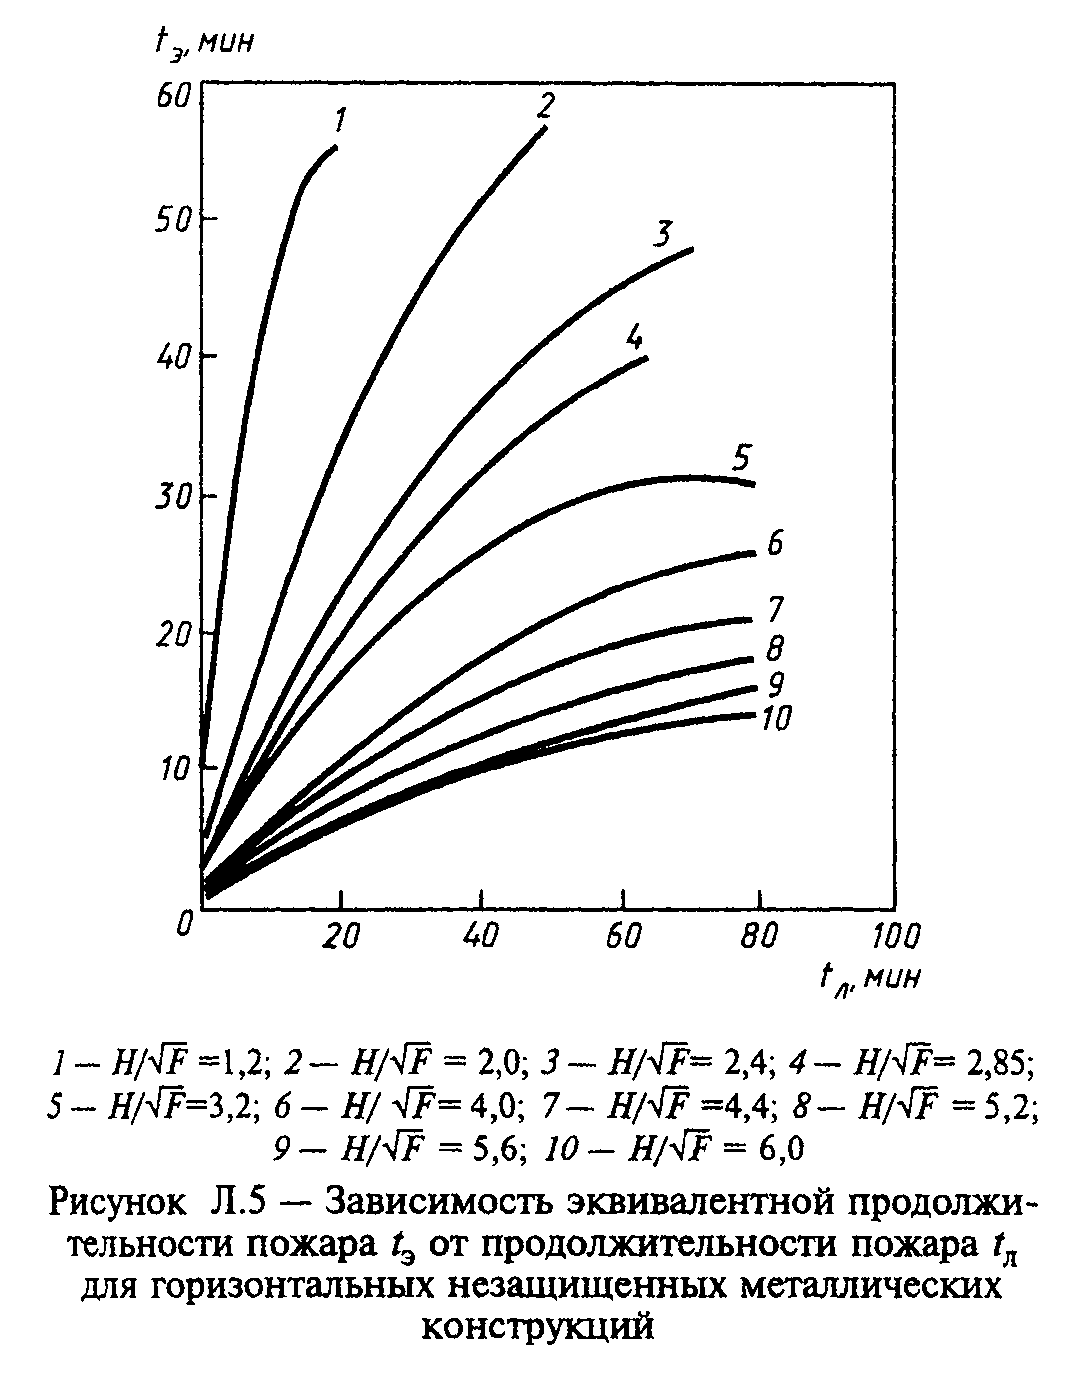 tэ, мин
60
50
40
30
20
10
0
1
2
3
4
5
6
7
8
9
10
20
40
60
80
100
tл, мин
1 — H/√F =1,2; 2 — H/√F = 2,0; 3 — H/√F= 2,4; 4 — H/√F= 2,85;
5 — H/√F=3,2; 6 — H/ √F= 4,0; 7 — H/√F =4,4; 8 — H/√F = 5,2;
9 — H/√F = 5,6; 10 — H/√F = 6,0
Рисунок Л.5 — Зависимость эквивалентной продолжи-
тельности пожара tэ от продолжительности пожара tл
для горизонтальных незащищенных металлических
конструкций